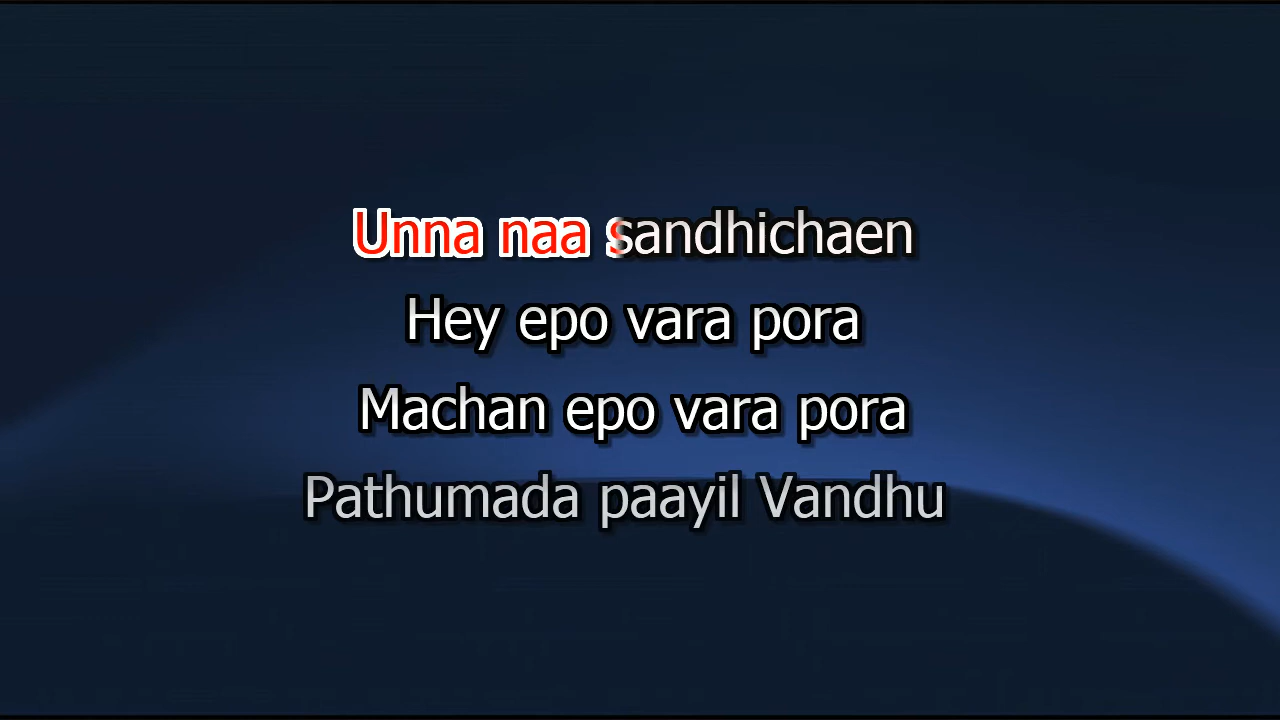 Unna naa sandhichaen
Hey epo vara pora
Machan epo vara pora
Pathumada paayil Vandhu